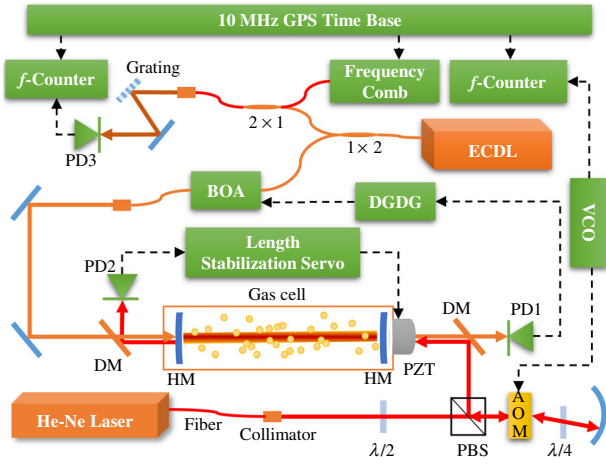 10 MHz GPS Time Base
f-Counter
Grating
Frequency
Comb
f-Counter
PD3
2 × 1
1 × 2
ECDL
BOA
DGDG
VCO
PD2
Length
Stabilization Servo
Gas cell
PD1
DM
DM
HM
HM
PZT
He-Ne Laser
Fiber
Collimator
λ/2
PBS
AOM
λ/4